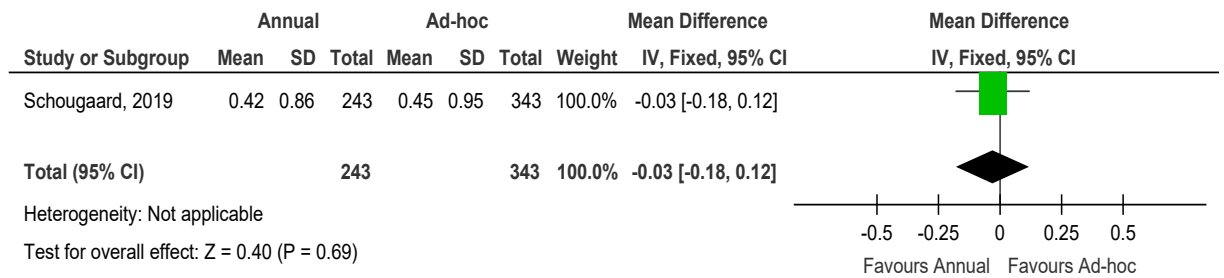 Annual Ad-hoc Mean Difference Mean Difference
Study or Subgroup Mean SD Total Mean SD Total Weight IV, Fixed, 95% CI IV, Fixed, 95% CI
Schougaard, 2019 0.42 0.86 243 0.45 0.95 343 100.0% -0.03 [-0.18, 0.12]
Total (95% CI) 243 343 100.0% -0.03 [-0.18, 0.12]
Heterogeneity: Not applicable
Test for overall effect: Z = 0.40 (P = 0.69)
-0.5 -0.25 0 0.25 0.5
Favours Annual Favours Ad-hoc